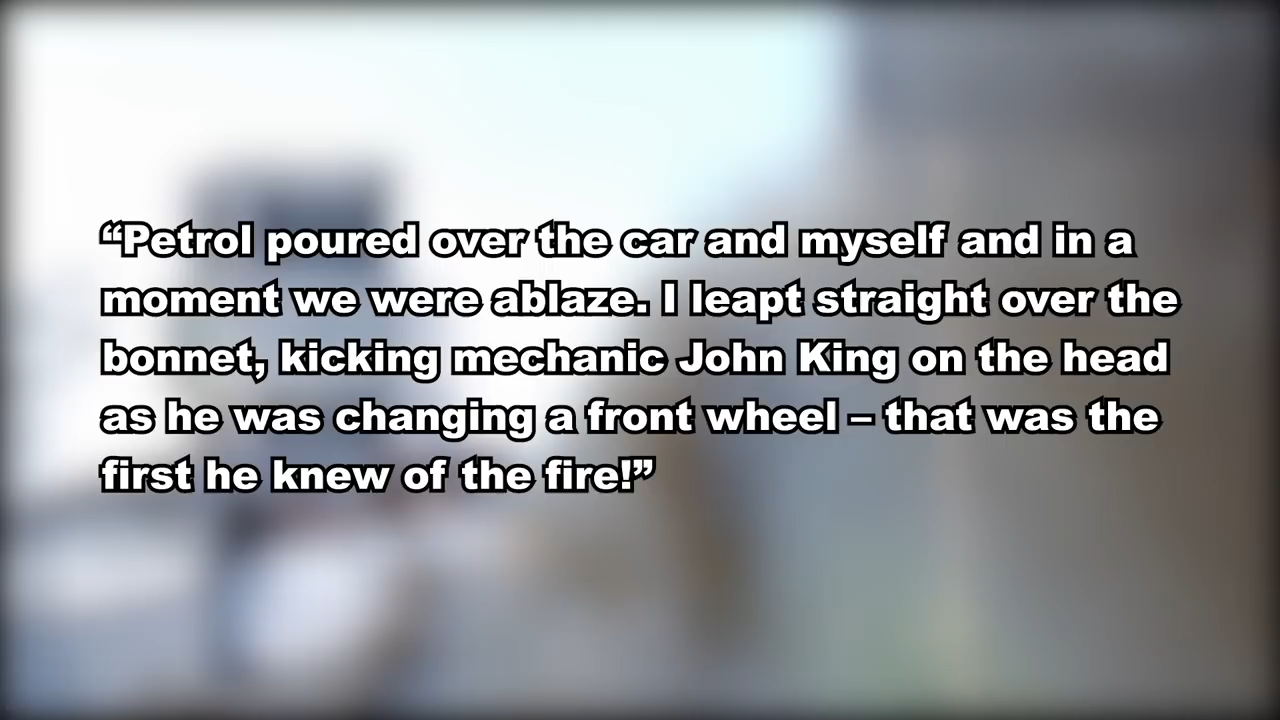 “Petrol poured over the car and myself and in a
moment we were ablaze. I leapt straight over the
bonnet, kicking mechanic John King on the head
as he was changing a front wheel – that was the
first he knew of the fire!”